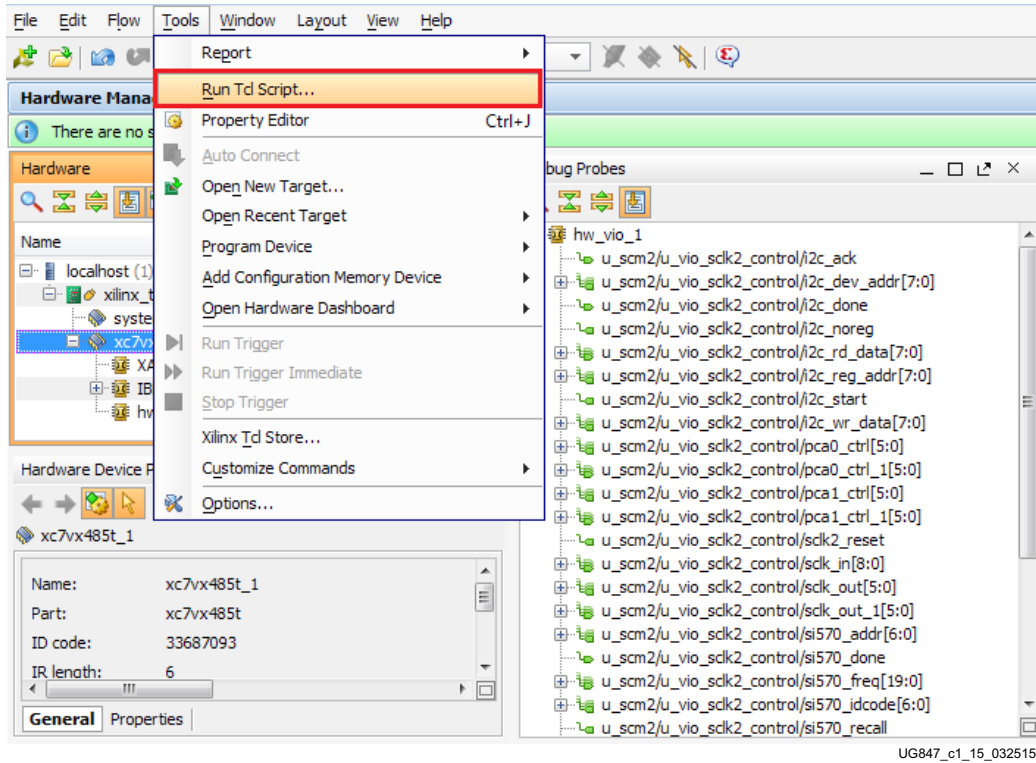 File Edit Flow Tools Window Layout View Help
Report
Run Tcl Script...
Property Editor Ctrl+J
Auto Connect
Open New Target...
Open Recent Target
Program Device
Add Configuration Memory Device
Open Hardware Dashboard
Run Trigger
Run Trigger Immediate
Stop Trigger
Xilinx Tcl Store...
Customize Commands
Options...
Hardware Mana
There are no s
Hardware
Name
localhost (1)
xilinx_t
syste
xc7vx
XA
IB
hw
Hardware Device P
xc7vx485t_1
Name: xc7vx485t_1
Part: xc7vx485t
ID code: 33687093
IR length: 6
General Properties
bug Probes
hw_vio_1
u_scm2/u_vio_sclk2_control/i2c_ack
u_scm2/u_vio_sclk2_control/i2c_dev_addr[7:0]
u_scm2/u_vio_sclk2_control/i2c_done
u_scm2/u_vio_sclk2_control/i2c_noreg
u_scm2/u_vio_sclk2_control/i2c_rd_data[7:0]
u_scm2/u_vio_sclk2_control/i2c_reg_addr[7:0]
u_scm2/u_vio_sclk2_control/i2c_start
u_scm2/u_vio_sclk2_control/i2c_wr_data[7:0]
u_scm2/u_vio_sclk2_control/pca0_ctrl[5:0]
u_scm2/u_vio_sclk2_control/pca0_ctrl_1[5:0]
u_scm2/u_vio_sclk2_control/pca1_ctrl[5:0]
u_scm2/u_vio_sclk2_control/pca1_ctrl_1[5:0]
u_scm2/u_vio_sclk2_control/sclk2_reset
u_scm2/u_vio_sclk2_control/sclk_in[8:0]
u_scm2/u_vio_sclk2_control/sclk_out[5:0]
u_scm2/u_vio_sclk2_control/sclk_out_1[5:0]
u_scm2/u_vio_sclk2_control/si570_addr[6:0]
u_scm2/u_vio_sclk2_control/si570_done
u_scm2/u_vio_sclk2_control/si570_freq[19:0]
u_scm2/u_vio_sclk2_control/si570_idcode[6:0]
u_scm2/u_vio_sclk2_control/si570_recall
UG847_c1_15_032515